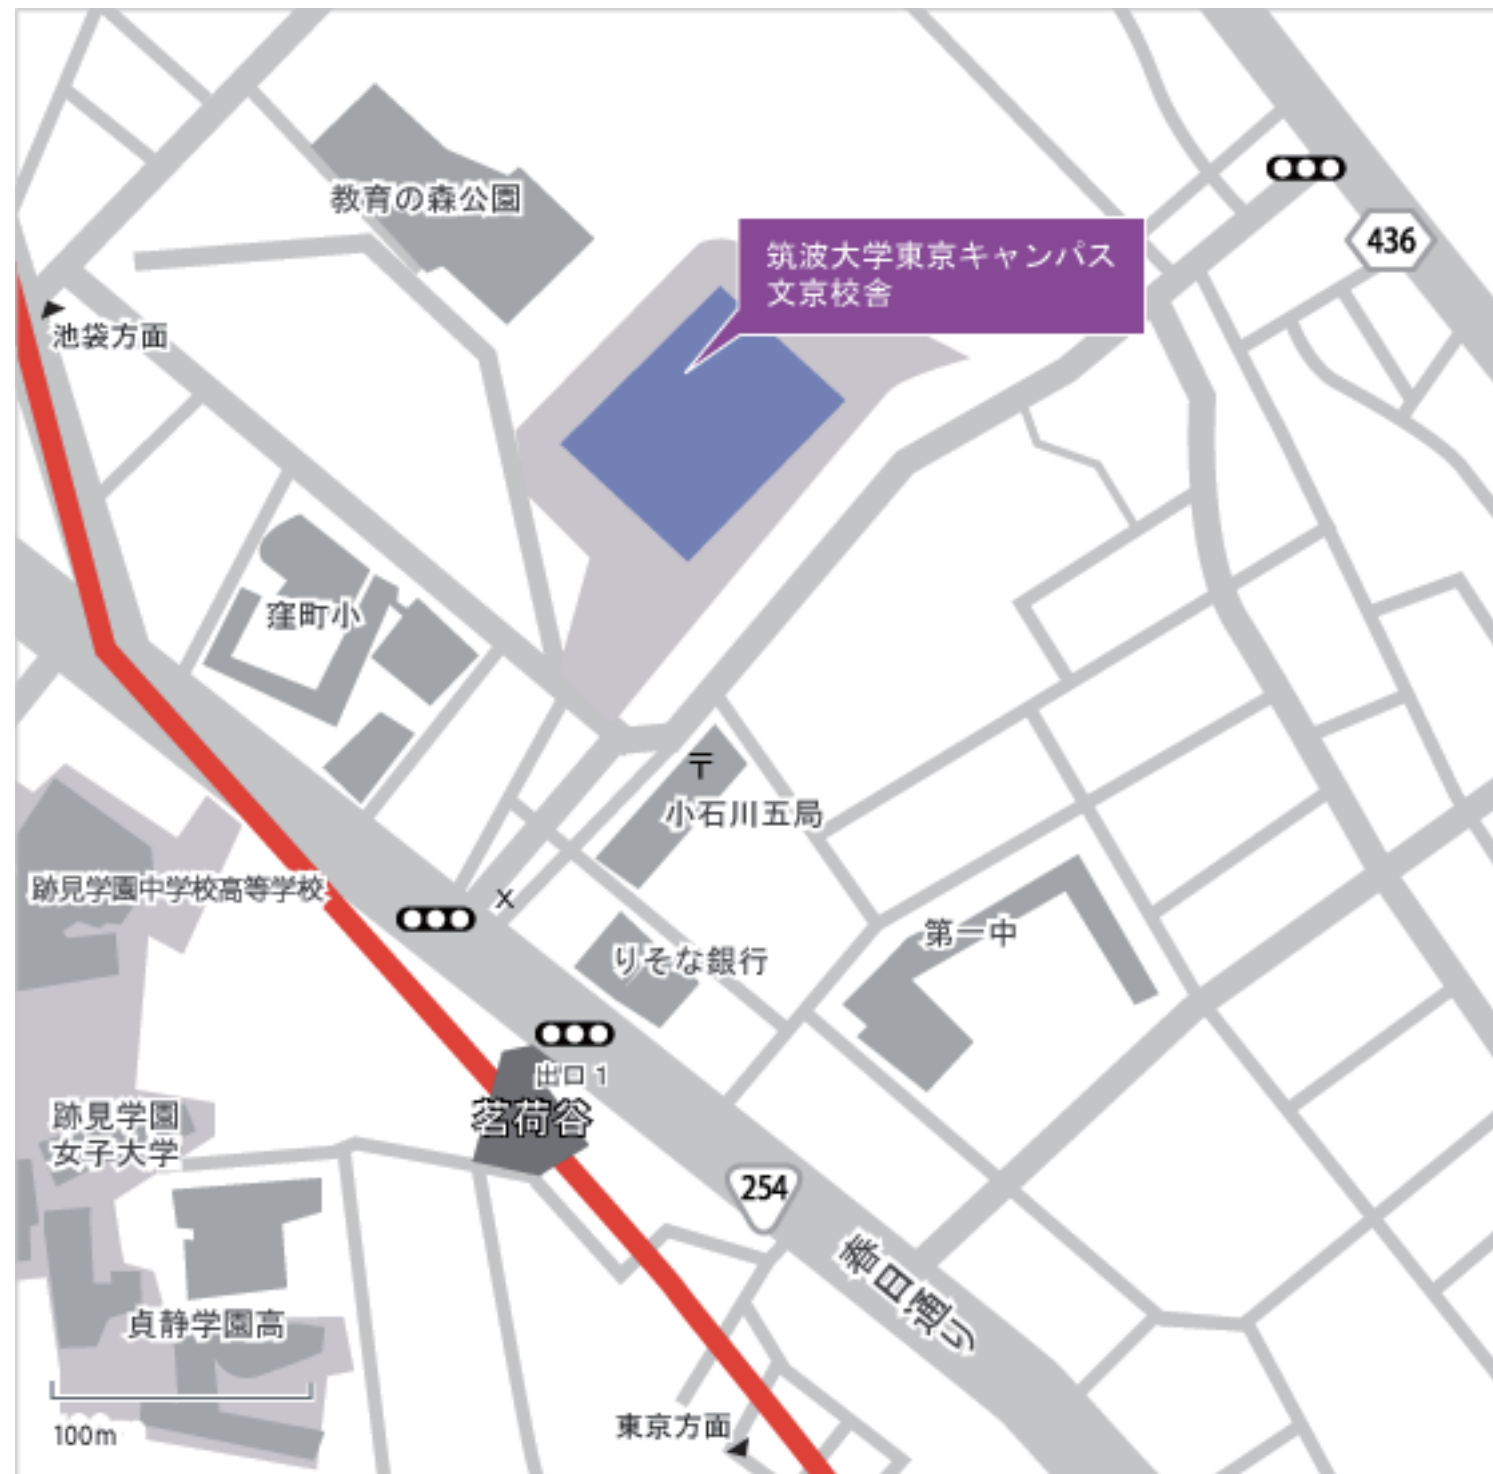 436
教育の森公園
筑波大学東京キャンパス
文京校舎
池袋方面
窪町小
〒
小石川五局
跡見学園中学校高等学校
X
第一中
りそな銀行
出口1
茗荷谷
跡見学園
女子大学
254
春日通り
貞静学園高
100m
東京方面